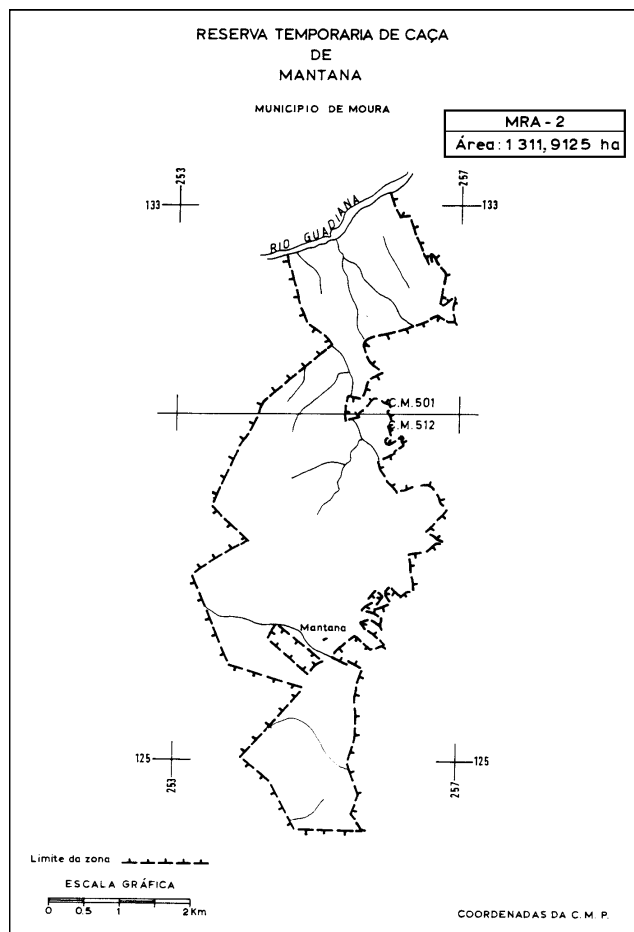 RESERVA TEMPORARIA DE CAÇA
DE
MANTANA
MUNICIPIO DE MOURA
MRA - 2
Área: 1 311,9125 ha
253
257
133
133
RIO GUADIANA
C.M.501
C.M.512
Mantana
125
125
253
257
Limite da zona
ESCALA GRÁFICA
0 0.5 1 2 Km
COORDENADAS DA C. M. P.